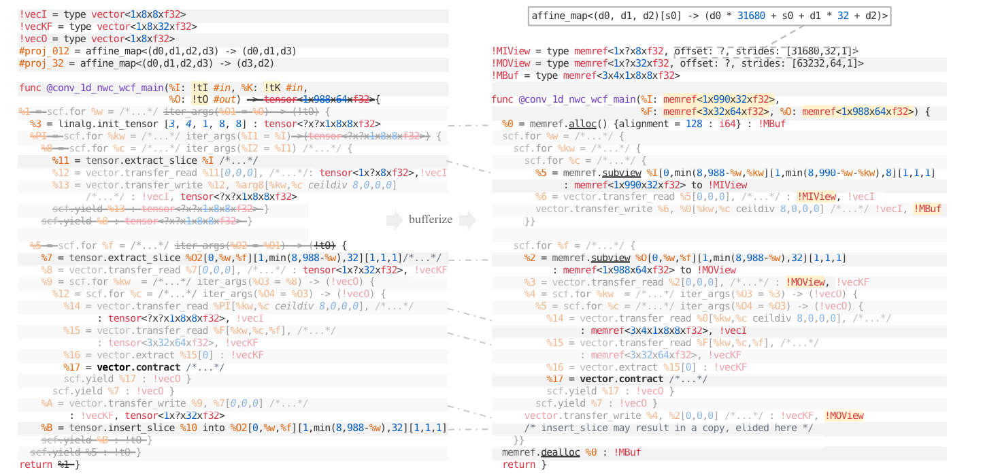 !vecI = type vector<1x8x8xf32>
!vecKF = type vector<1x8x32xf32>
!vecO = type vector<1x8xf32>
#proj_012 = affine_map<(d0,d1,d2,d3) -> (d0,d1,d3)
#proj_32 = affine_map<(d0,d1,d2,d3) -> (d3,d2)
func @conv_1d_nwc_wcf_main(%I: !tI #in, %K: !tK #in,
%O: !tO #out) -> tensor<1x988x64xf32>{
%1 = scf.for %w = /*...*/ iter_args(%O1 = %O) -> (!tO) {
%3 = linalg.init_tensor [3, 4, 1, 8, 8] : tensor<?x?x1x8x8xf32>
%PI = scf.for %kw = /*...*/ iter_args(%I1 = %I) ->(tensor<?x?x1x8x8xf32>) {
%8 = scf.for %c = /*...*/ iter_args(%I2 = %I1) /*...*/ {
%11 = tensor.extract_slice %I /*...*/
%12 = vector.transfer_read %11[0,0,0], /*...*/: tensor<1x?x8xf32>,!vecI
%13 = vector.transfer_write %12, %arg8[%kw,%c ceildiv 8,0,0,0]
/*...*/ : !vecI, tensor<?x?x1x8x8xf32>
scf.yield %13 : tensor<?x?x1x8x8xf32> }
scf.yield %8 : tensor<?x?x1x8x8xf32> }
%5 = scf.for %f = /*...*/ iter_args(%O2 = %O1) -> (!tO) {
%7 = tensor.extract_slice %O2[0,%w,%f][1,min(8,988-%w),32][1,1,1]/*...*/
%8 = vector.transfer_read %7[0,0,0], /*...*/ : tensor<1x?x32xf32>, !vecKF
%9 = scf.for %kw  = /*...*/ iter_args(%O3 = %8) -> (!vecO) {
%12 = scf.for %c = /*...*/ iter_args(%O4 = %O3) -> (!vecO) {
%14 = vector.transfer_read %PI[%kw,%c ceildiv 8,0,0,0], /*...*/
: tensor<?x?x1x8x8xf32>, !vecI
%15 = vector.transfer_read %F[%kw,%c,%f], /*...*/
: tensor<3x32x64xf32>, !vecKF
%16 = vector.extract %15[0] : !vecKF
%17 = vector.contract /*...*/
scf.yield %17 : !vecO }
scf.yield %7 : !vecO }
%A = vector.transfer_write %9, %7[0,0,0] /*...*/
: !vecKF, tensor<1x?x32xf32>
%B = tensor.insert_slice %10 into %O2[0,%w,%f][1,min(8,988-%w),32][1,1,1]
scf.yield %B : !tO }
scf.yield %5 : !tO }
return %1 }
bufferize
affine_map<(d0, d1, d2)[s0] -> (d0 * 31680 + s0 + d1 * 32 + d2)>
!MIView = type memref<1x?x8xf32, offset: ?, strides: [31680,32,1]>
!MOView = type memref<1x?x32xf32, offset: ?, strides: [63232,64,1]>
!MBuf = type memref<3x4x1x8x8xf32>
func @conv_1d_nwc_wcf_main(%I: memref<1x990x32xf32>,
%F: memref<3x32x64xf32>, %O: memref<1x988x64xf32>) {
%0 = memref.alloc() {alignment = 128 : i64} : !MBuf
scf.for %w = /*...*/ {
scf.for %kw = /*...*/ {
scf.for %c = /*...*/ {
%5 = memref.subview %I[0,min(8,988-%w,%kw][1,min(8,990-%w-%kw),8][1,1,1]
: memref<1x990x32xf32> to !MIView
%6 = vector.transfer_read %5[0,0,0], /*...*/ : !MIView, !vecI
vector.transfer_write %6, %0[%kw,%c ceildiv 8,0,0,0] /*...*/ !vecI, !MBuf
}}
scf.for %f = /*...*/ {
%2 = memref.subview %O[0,%w,%f][1,min(8,988-%w),32][1,1,1]
: memref<1x988x64xf32> to !MOView
%3 = vector.transfer_read %2[0,0,0], /*...*/ : !MOView, !vecKF
%4 = scf.for %kw  = /*...*/ iter_args(%O3 = %3) -> (!vecO) {
%5 = scf.for %c = /*...*/ iter_args(%O4 = %O3) -> (!vecO) {
%14 = vector.transfer_read %0[%kw,%c ceildiv 8,0,0,0], /*...*/
: memref<3x4x1x8x8xf32>, !vecI
%15 = vector.transfer_read %F[%kw,%c,%f], /*...*/
: memref<3x32x64xf32>, !vecKF
%16 = vector.extract %15[0] : !vecKF
%17 = vector.contract /*...*/
scf.yield %17 : !vecO }
scf.yield %7 : !vecO }
vector.transfer_write %4, %2[0,0,0] /*...*/ : !vecKF, !MOView
/* insert_slice may result in a copy, elided here */
}}
memref.dealloc %0 : !MBuf
return }